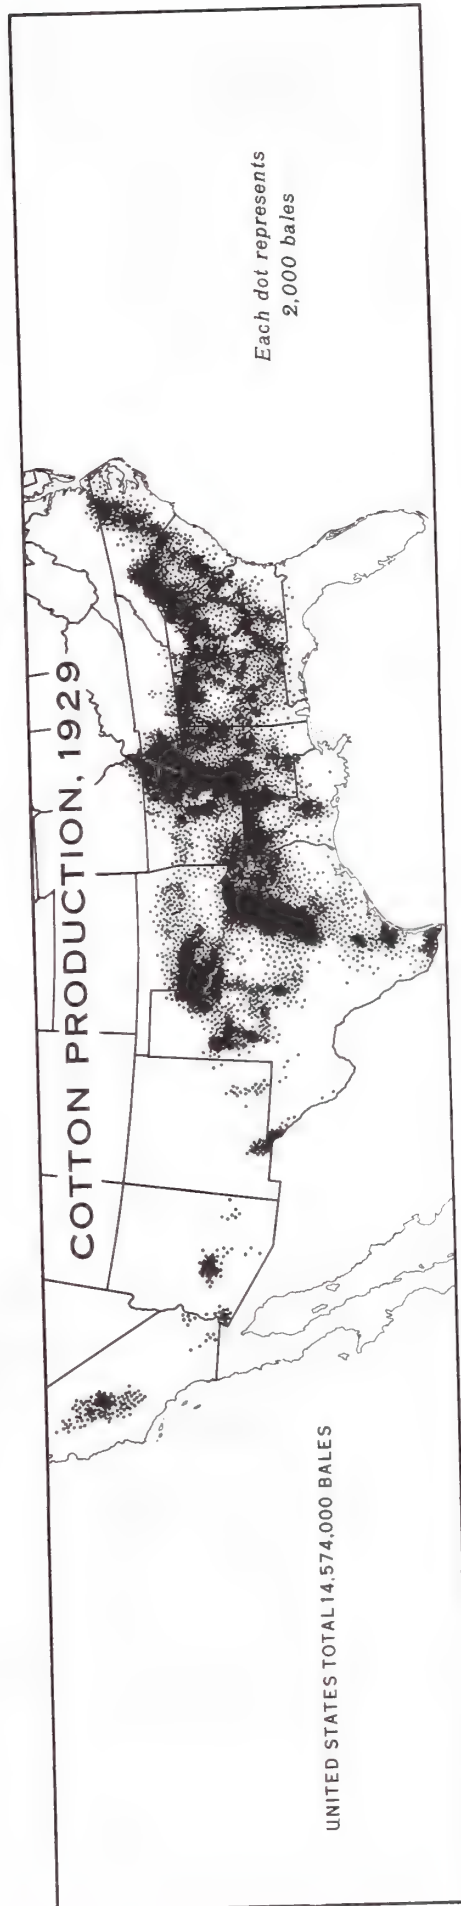 COTTON PRODUCTION, 1929
Each dot represents
2,000 bales
UNITED STATES TOTAL 14,574,000 BALES